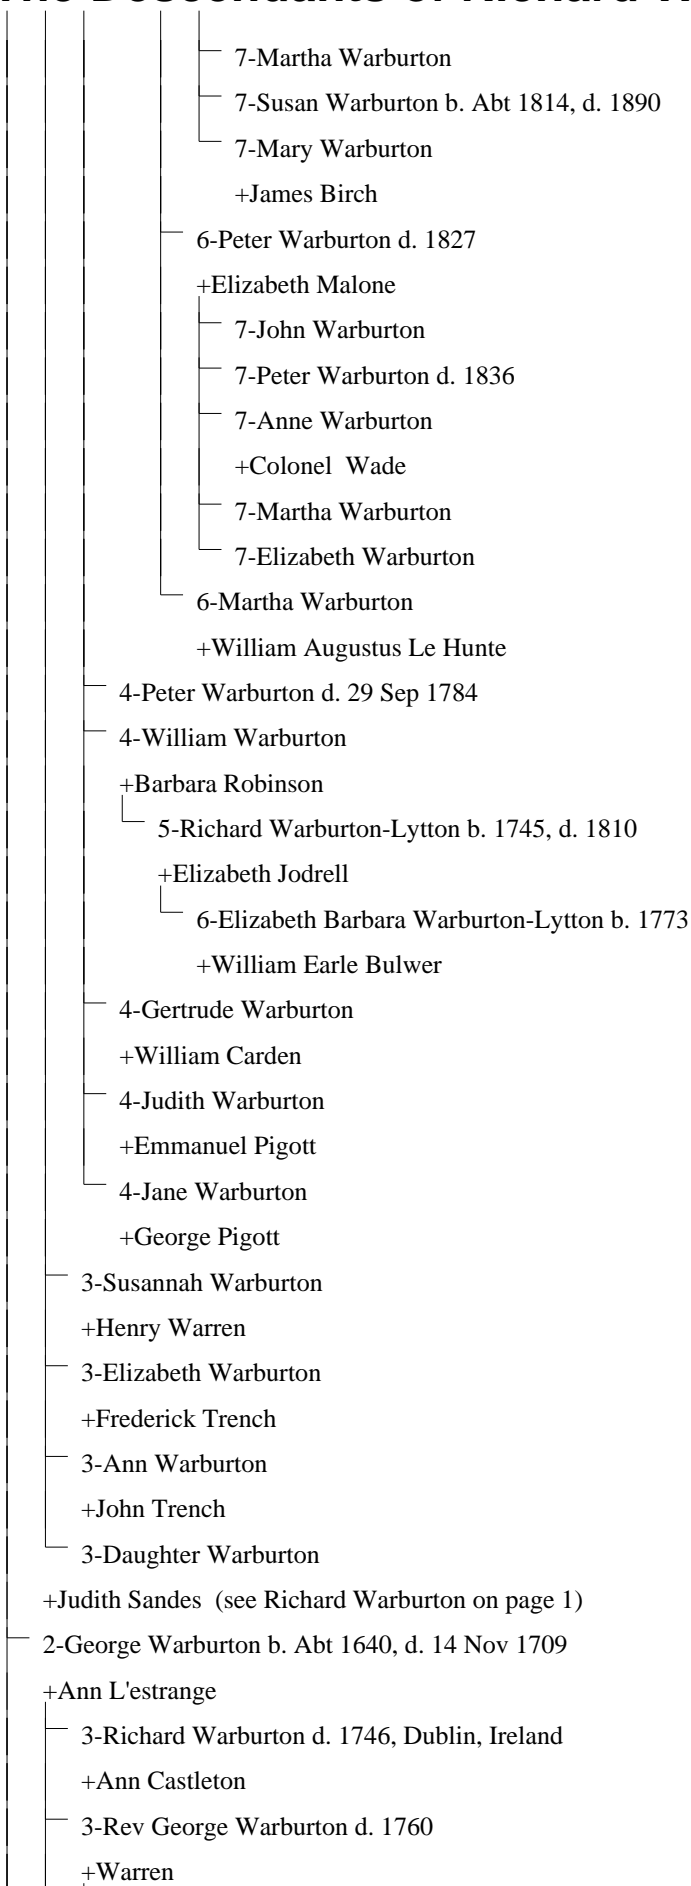 The Descendants of Richard
7-Martha Warburton
7-Susan Warburton b. Abt 1814, d. 1890
7-Mary Warburton
+James Birch
6-Peter Warburton d. 1827
+Elizabeth Malone
7-John Warburton
7-Peter Warburton d. 1836
7-Anne Warburton
+Colonel Wade
7-Martha Warburton
7-Elizabeth Warburton
6-Martha Warburton
+William Augustus Le Hunte
4-Peter Warburton d. 29 Sep 1784
4-William Warburton
+Barbara Robinson
5-Richard Warburton-Lytton b. 1745, d. 1810
+Elizabeth Jodrell
6-Elizabeth Barbara Warburton-Lytton b. 1773
+William Earle Bulwer
4-Gertrude Warburton
+William Carden
4-Judith Warburton
+Emmanuel Pigott
4-Jane Warburton
+George Pigott
3-Susannah Warburton
+Henry Warren
3-Elizabeth Warburton
+Frederick Trench
3-Ann Warburton
+John Trench
3-Daughter Warburton
+Judith Sandes (see Richard Warburton on page 1)
2-George Warburton b. Abt 1640, d. 14 Nov 1709
+Ann L'estrange
3-Richard Warburton d. 1746, Dublin, Ireland
+Ann Castleton
3-Rev George Warburton d. 1760
+Warren